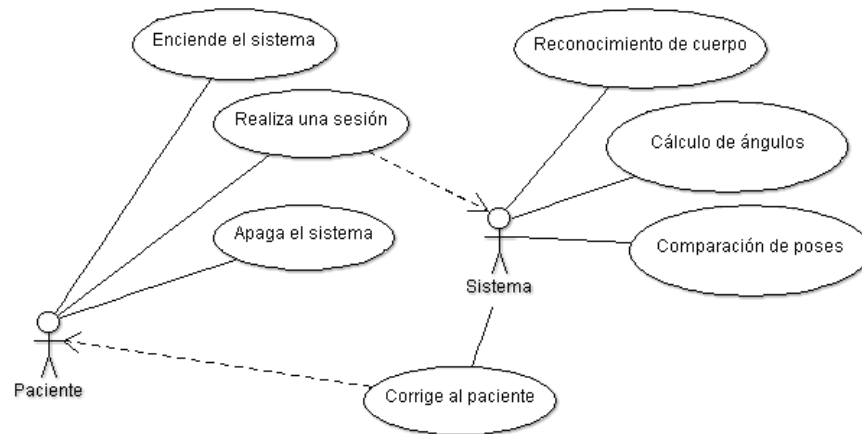 Enciende el sistema
Reconocimiento de cuerpo
Realiza una sesión
Cálculo de ángulos
Apaga el sistema
Comparación de poses
Sistema
Paciente
Corrige al paciente